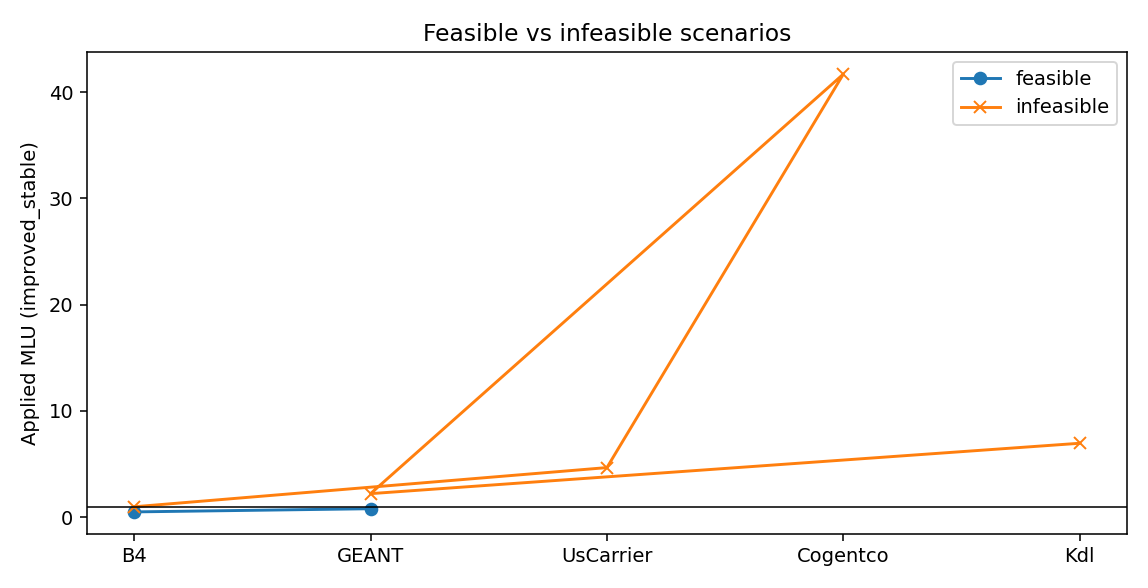 Feasible vs infeasible scenarios
Applied MLU (improved_stable)
40
30
20
10
0
feasible
infeasible
B4 GEANT UsCarrier Cogentco Kdl